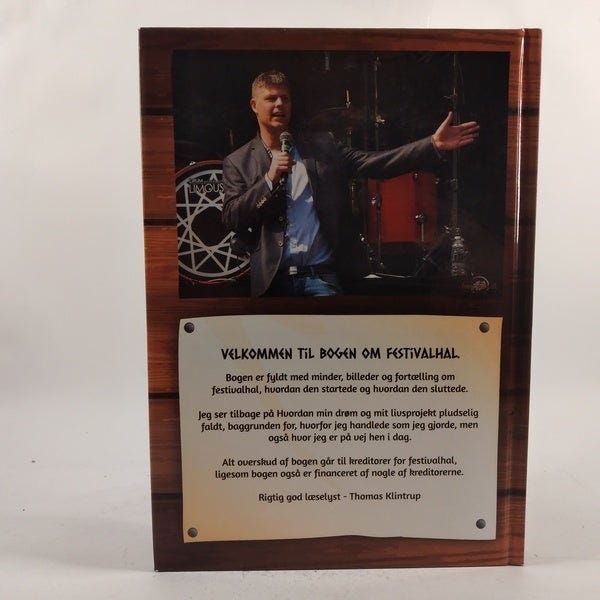 LIMOUS
VELKOMMEN TIL BOGEN OM FESTIVALHAL.
Bogen er fyldt med minder, billeder og fortælling om
festivalhal, hvordan den startede og hvordan den sluttede.
Jeg ser tilbage på Hvordan min drøm og mit livsprojekt pludselig
faldt, baggrunden for, hvorfor jeg handlede som jeg gjorde, men
også hvor jeg er på vej hen i dag.
Alt overskud af bogen går til kreditorer for festivalhal,
ligesom bogen også er financeret af nogle af kreditorerne.
Rigtig god læselyst - Thomas Klintrup